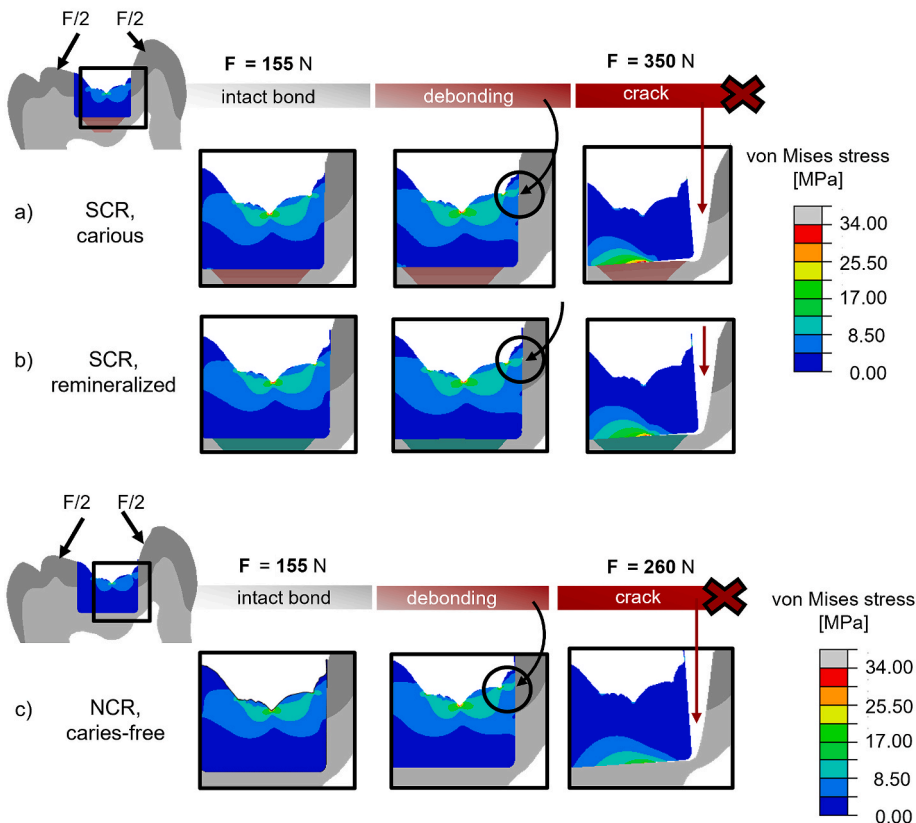 F/2 F/2
F = 155 N
F = 350 N
intact bond
debonding
crack
von Mises stress
[MPa]
34.00
25.50
17.00
8.50
0.00
a)
SCR,
carious
b)
SCR,
remineralized
F/2 F/2
F = 155 N
F = 260 N
intact bond
debonding
crack
von Mises stress
[MPa]
34.00
25.50
17.00
8.50
0.00
c)
NCR,
caries-free